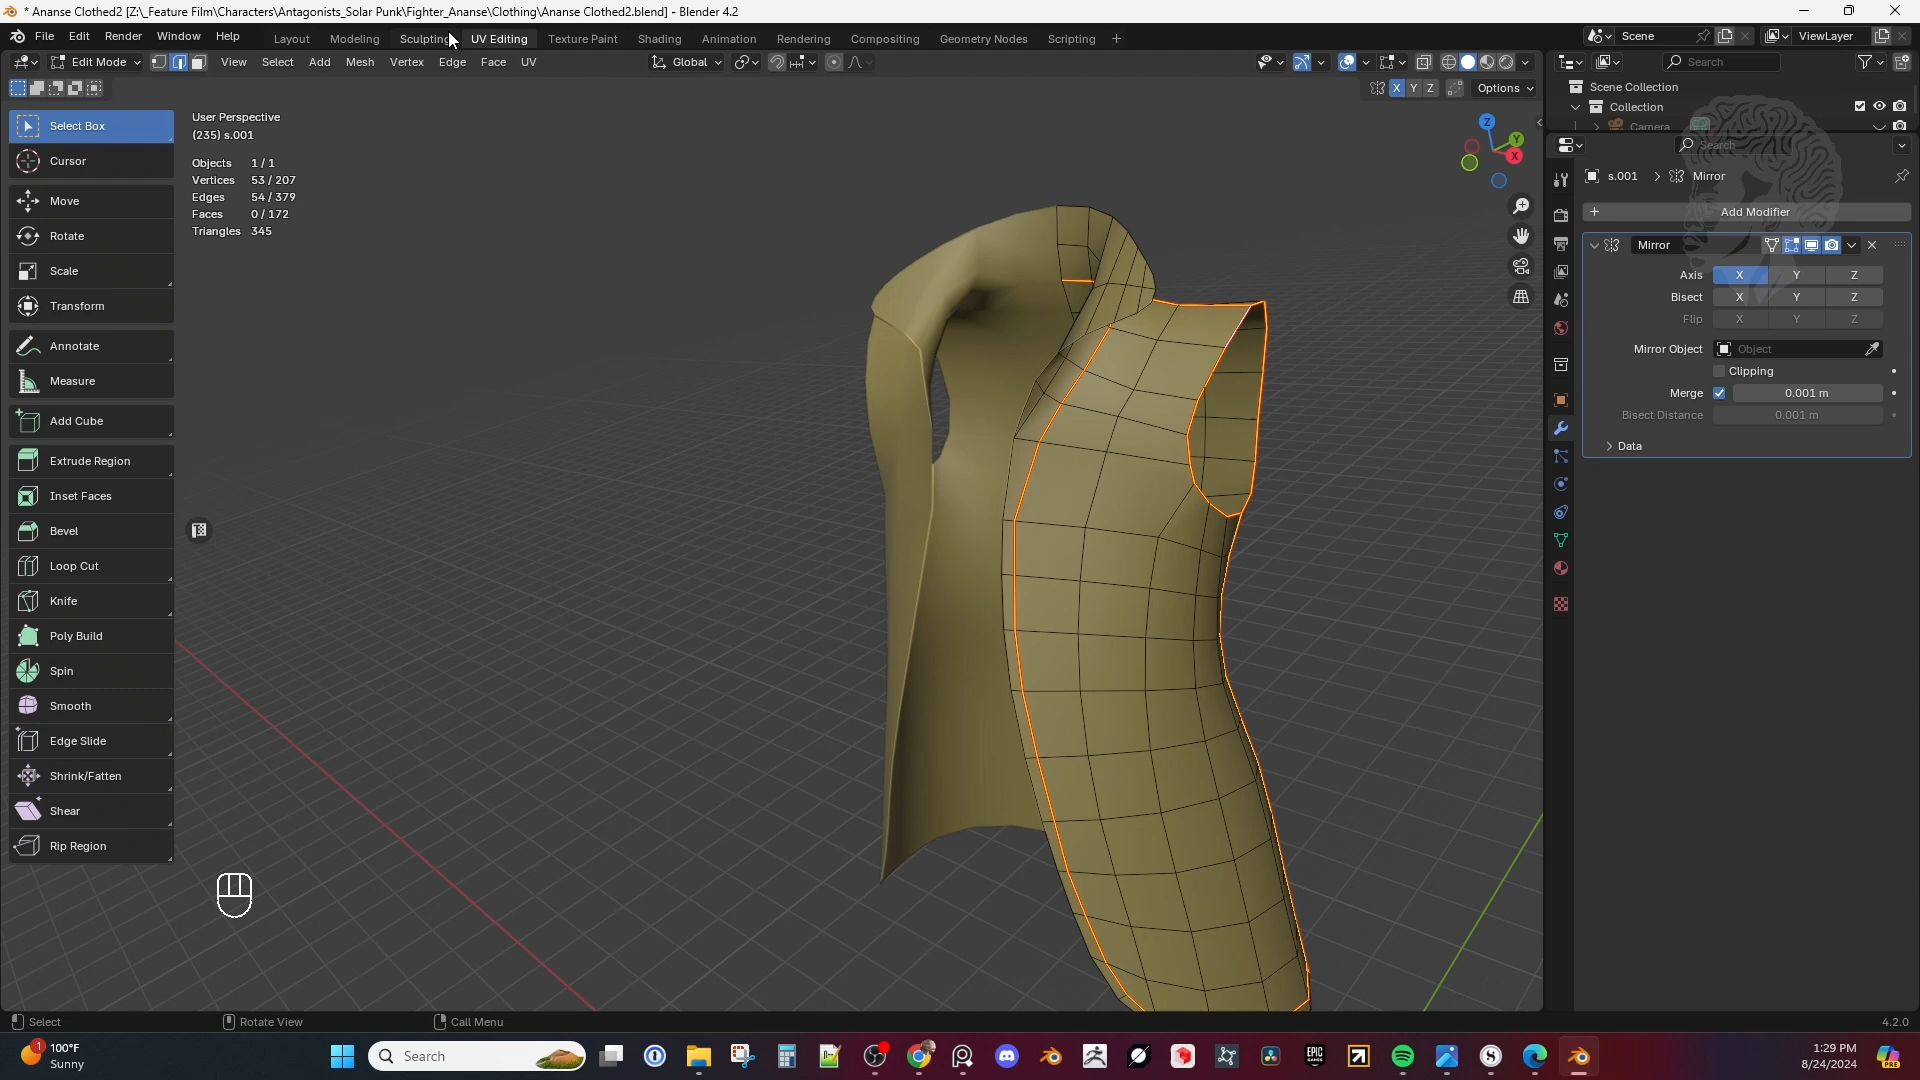 * Ananse Clothed2 [Z:\_Feature Film\Characters\Antagonists_Solar Punk\Fighter_Ananse\Clothing\Ananse Clothed2.blend] - Blender 4.2
File Edit Render Window Help Layout Modeling Sculpting UV Editing Texture Paint Shading Animation Rendering Compositing Geometry Nodes Scripting + Scene ViewLayer
Edit Mode View Select Add Mesh Vertex Edge Face UV Global Search
X Y Z Options
Scene Collection
Collection
Camera
Select Box
Cursor
Move
Rotate
Scale
Transform
Annotate
Measure
Add Cube
Extrude Region
Inset Faces
Bevel
Loop Cut
Knife
Poly Build
Spin
Smooth
Edge Slide
Shrink/Fatten
Shear
Rip Region
User Perspective
(235) s.001
Objects 1/1
Vertices 53/207
Edges 54/379
Faces 0/172
Triangles 345
Z
Y
X
Search
s.001 > Mirror
+ Add Modifier
Mirror
Axis X Y Z
Bisect X Y Z
Flip X Y Z
Mirror Object Object
Clipping
Merge 0.001 m
Bisect Distance 0.001 m
Data
Select Rotate View Call Menu 4.2.0
1 100°F
Sunny
Search
EPIC GAMES
PRE
1:29 PM
8/24/2024